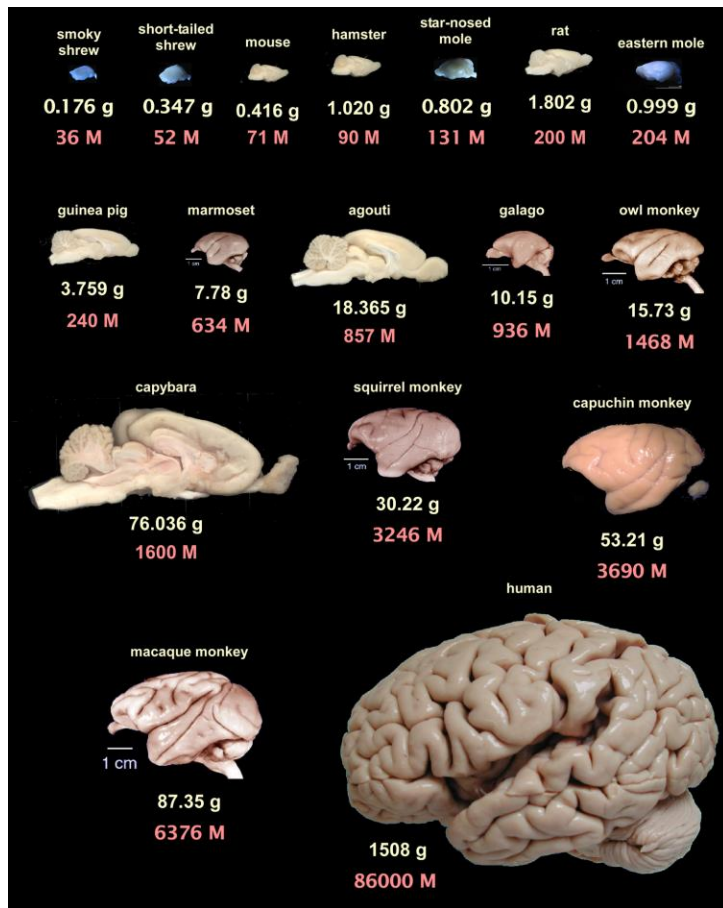 smoky
shrew
short-tailed
shrew
mouse
hamster
star-nosed
mole
rat
eastern mole
0.176 g
0.347 g
0.416 g
1.020 g
0.802 g
1.802 g
0.999 g
36 M
52 M
71 M
90 M
131 M
200 M
204 M
guinea pig
marmoset
agouti
galago
owl monkey
1 cm
1 cm
1 cm
3.759 g
7.78 g
18.365 g
10.15 g
15.73 g
240 M
634 M
857 M
936 M
1468 M
capybara
squirrel monkey
capuchin monkey
1 cm
76.036 g
30.22 g
53.21 g
1600 M
3246 M
3690 M
human
macaque monkey
1 cm
87.35 g
6376 M
1508 g
86000 M